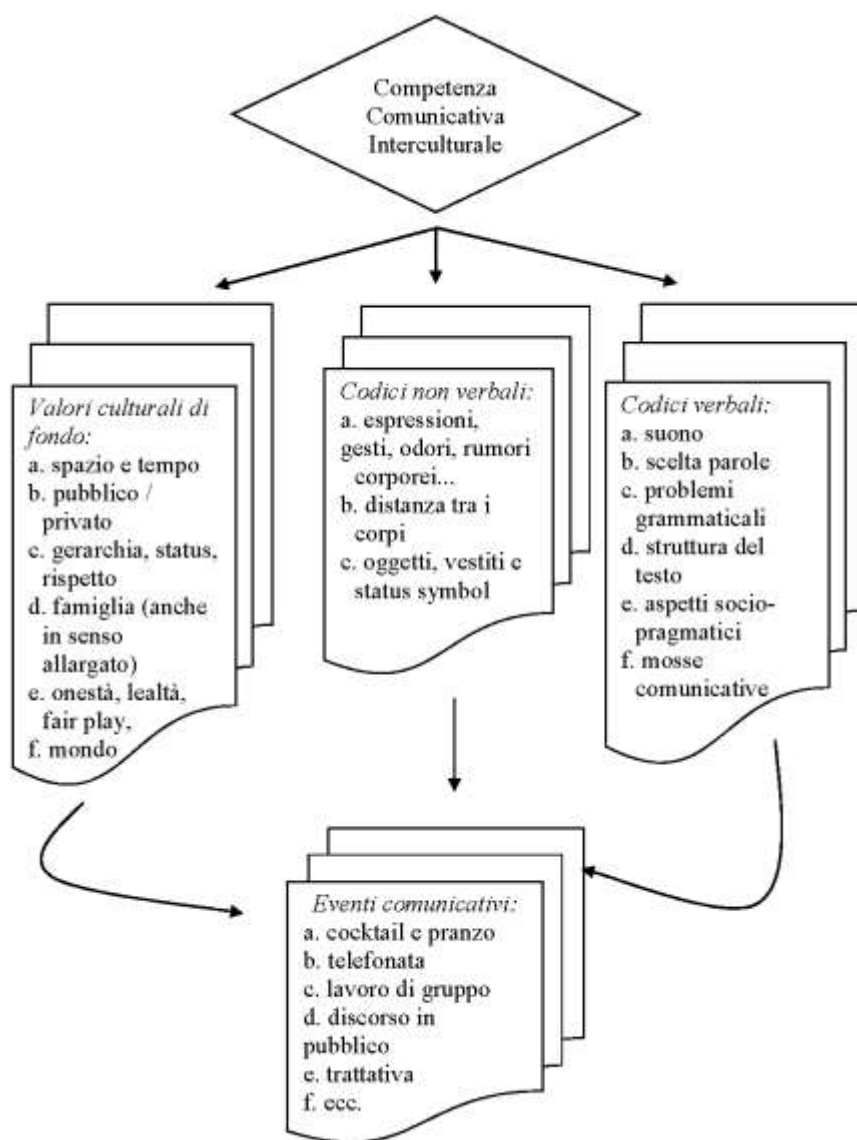 Competenza
Comunicativa
Interculturale
Valori culturali di
fondo:
a. spazio e tempo
b. pubblico /
privato
c. gerarchia, status,
rispetto
d. famiglia (anche
in senso
allargato)
e. onestà, lealtà,
fair play,
f. mondo
Codici non verbali:
a. espressioni,
gesti, odori, rumori
corporei...
b. distanza tra i
corpi
c. oggetti, vestiti e
status symbol
Codici verbali:
a. suono
b. scelta parole
c. problemi
grammaticali
d. struttura del
testo
e. aspetti socio-
pragmatici
f. mosse
comunicative
Eventi comunicativi:
a. cocktail e pranzo
b. telefonata
c. lavoro di gruppo
d. discorso in
pubblico
e. trattativa
f. ecc.